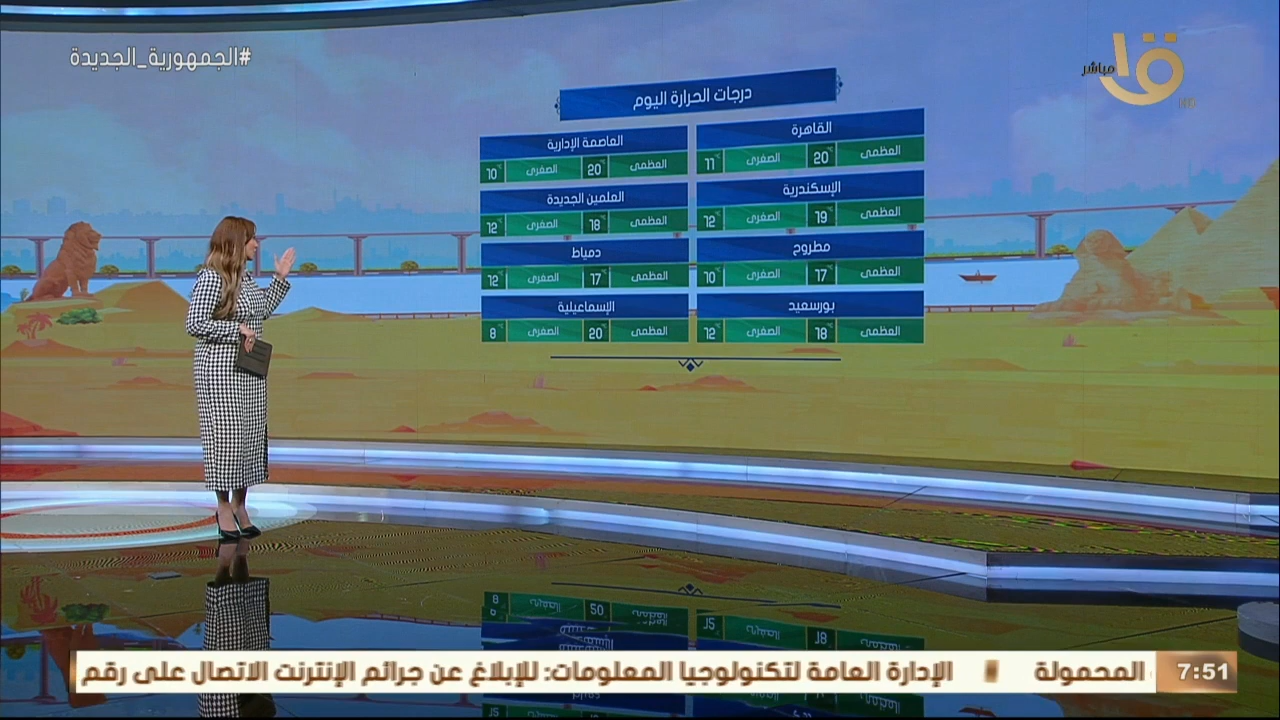 #الجمهورية_الجديدة
مباشر
HD
درجات الحرارة اليوم
القاهرة
العظمى 20°c الصغرى 11°c
العاصمة الإدارية
العظمى 20°c الصغرى 10°c
الإسكندرية
العظمى 19°c الصغرى 12°c
العلمين الجديدة
العظمى 18°c الصغرى 12°c
مطروح
العظمى 17°c الصغرى 10°c
دمياط
العظمى 17°c الصغرى 12°c
بورسعيد
العظمى 18°c الصغرى 12°c
الإسماعيلية
العظمى 20°c الصغرى 8°c
7:51
المحمولة الإدارة العامة لتكنولوجيا المعلومات: للإبلاغ عن جرائم الإنترنت الاتصال على رقم